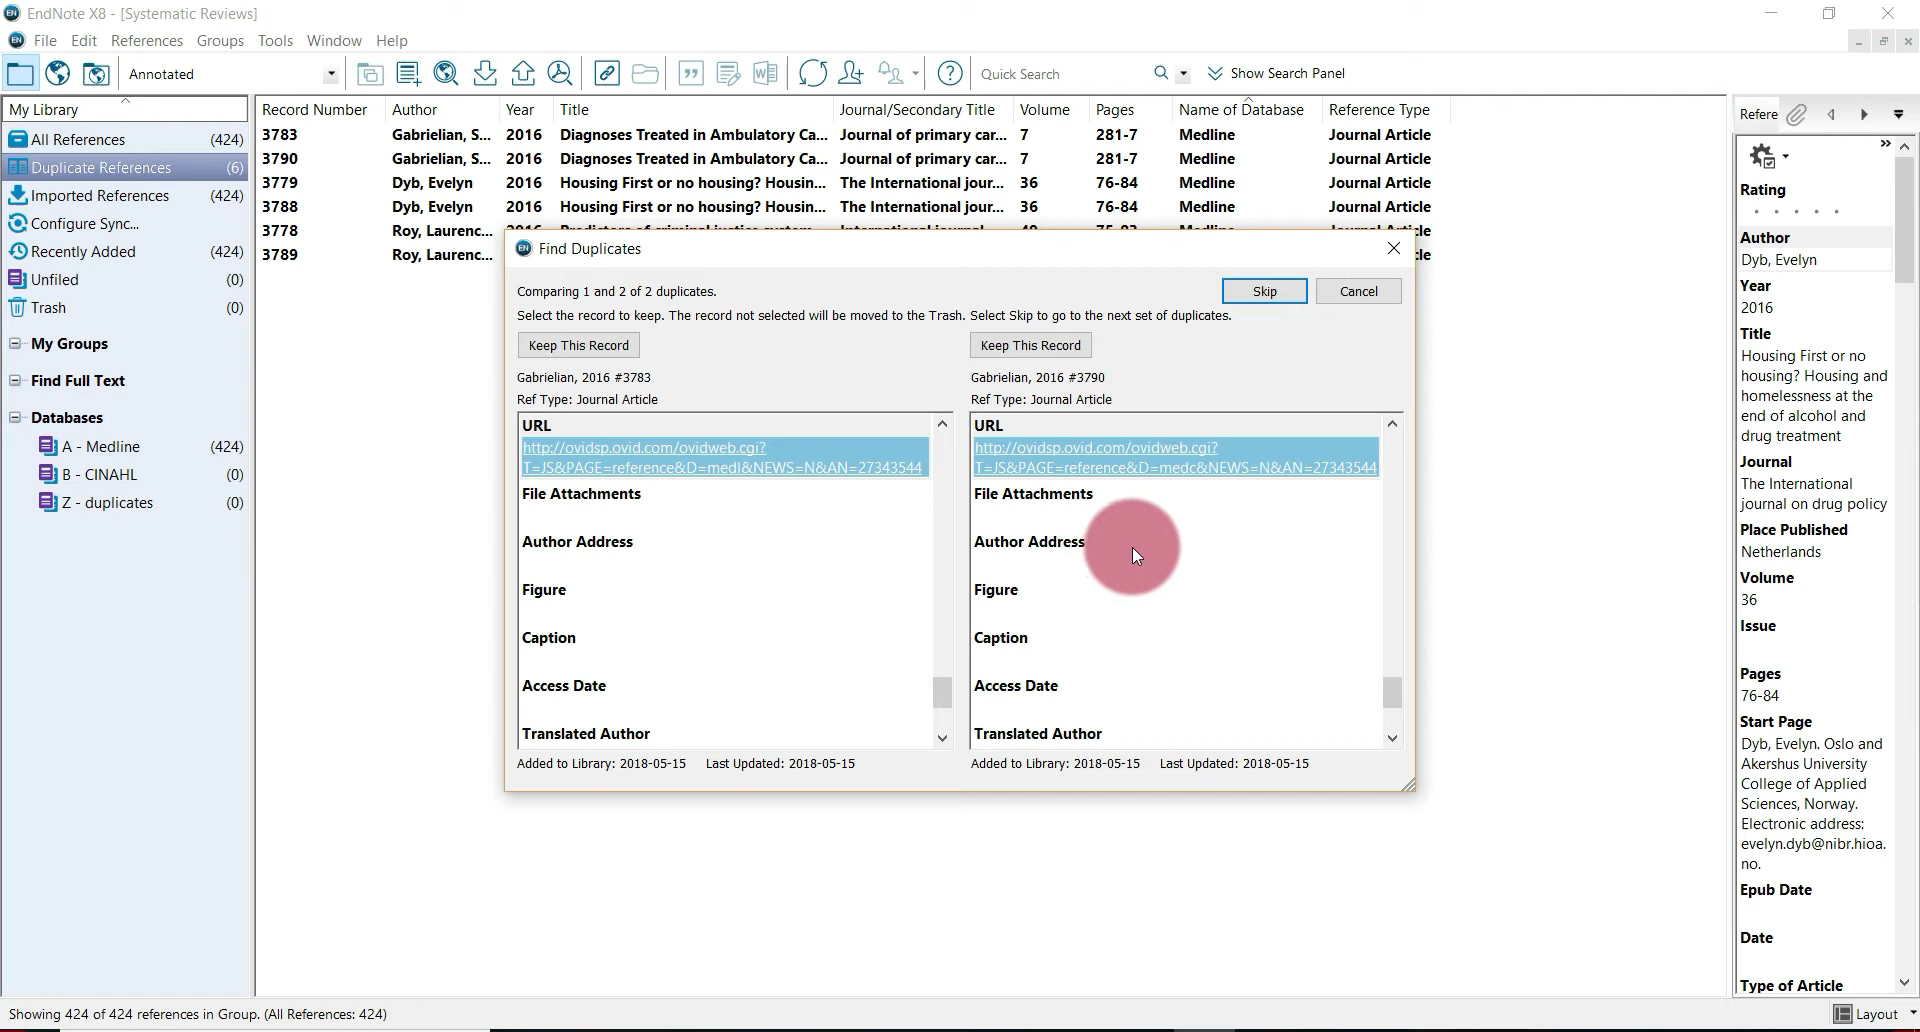 EndNote X8 - [Systematic Reviews]
File Edit References Groups Tools Window Help
Annotated
Quick Search
Show Search Panel
My Library
All References (424)
Duplicate References (6)
Imported References (424)
Configure Sync...
Recently Added (424)
Unfiled (0)
Trash (0)
My Groups
Find Full Text
Databases
A - Medline (424)
B - CINAHL (0)
Z - duplicates (0)
Record Number Author Year Title Journal/Secondary Title Volume Pages Name of Database Reference Type
3783 Gabrielian, S... 2016 Diagnoses Treated in Ambulatory Ca... Journal of primary car... 7 281-7 Medline Journal Article
3790 Gabrielian, S... 2016 Diagnoses Treated in Ambulatory Ca... Journal of primary car... 7 281-7 Medline Journal Article
3779 Dyb, Evelyn 2016 Housing First or no housing? Housin... The International jour... 36 76-84 Medline Journal Article
3788 Dyb, Evelyn 2016 Housing First or no housing? Housin... The International jour... 36 76-84 Medline Journal Article
3778 Roy, Laurenc...
3789 Roy, Laurenc...
Find Duplicates
Comparing 1 and 2 of 2 duplicates.
Skip Cancel
Select the record to keep. The record not selected will be moved to the Trash. Select Skip to go to the next set of duplicates.
Keep This Record
Gabrielian, 2016 #3783
Ref Type: Journal Article
URL
http://ovidsp.ovid.com/ovidweb.cgi?
T=JS&PAGE=reference&D=medl&NEWS=N&AN=27343544
File Attachments
Author Address
Figure
Caption
Access Date
Translated Author
Added to Library: 2018-05-15 Last Updated: 2018-05-15
Keep This Record
Gabrielian, 2016 #3790
Ref Type: Journal Article
URL
http://ovidsp.ovid.com/ovidweb.cgi?
T=JS&PAGE=reference&D=medc&NEWS=N&AN=27343544
File Attachments
Author Address
Figure
Caption
Access Date
Translated Author
Added to Library: 2018-05-15 Last Updated: 2018-05-15
Refere
Rating
Author
Dyb, Evelyn
Year
2016
Title
Housing First or no
housing? Housing and
homelessness at the
end of alcohol and
drug treatment
Journal
The International
journal on drug policy
Place Published
Netherlands
Volume
36
Issue
Pages
76-84
Start Page
Dyb, Evelyn. Oslo and
Akershus University
College of Applied
Sciences, Norway.
Electronic address:
evelyn.dyb@nibr.hioa.
no.
Epub Date
Date
Type of Article
Showing 424 of 424 references in Group. (All References: 424)
Layout